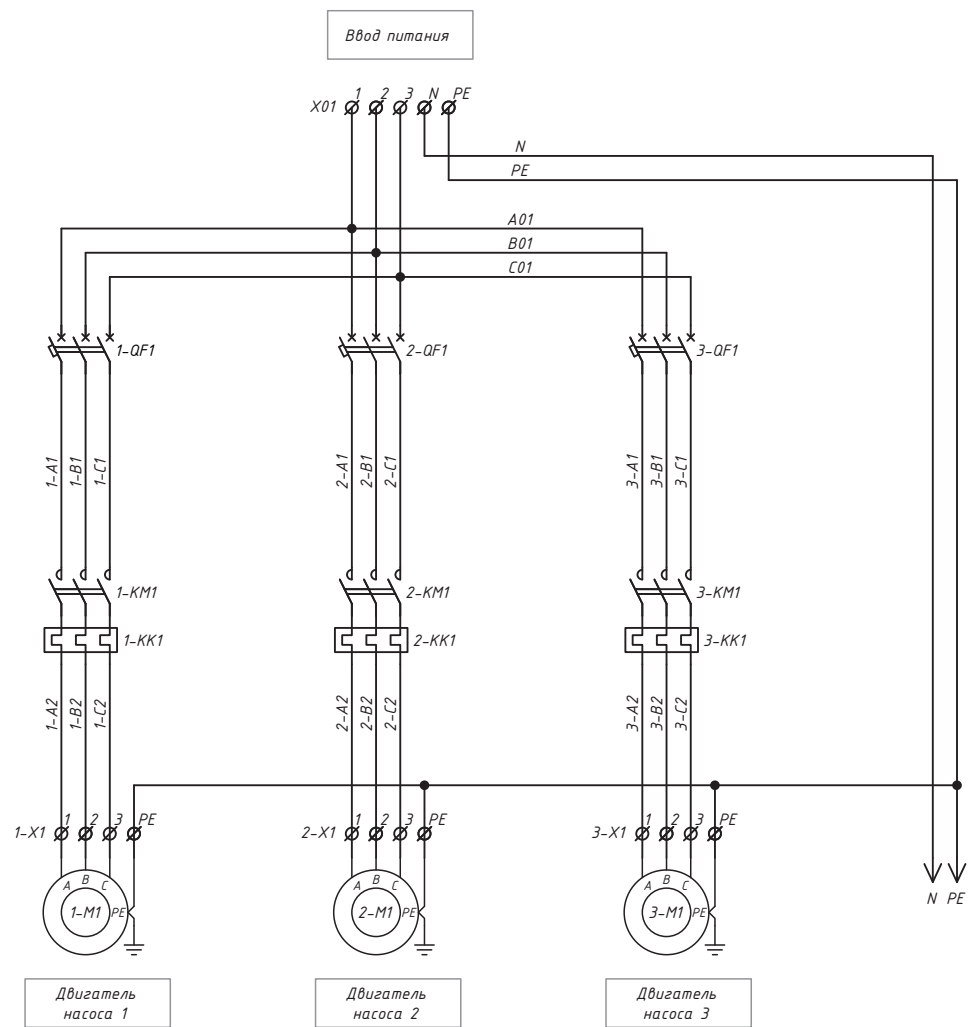 Ввод питания
X01 1 2 3 N PE
N
PE
A01
B01
C01
1-QF1 2-QF1 3-QF1
1-A1 1-B1 1-C1 2-A1 2-B1 2-C1 3-A1 3-B1 3-C1
1-KM1 2-KM1 3-KM1
1-KK1 2-KK1 3-KK1
1-A2 1-B2 1-C2 2-A2 2-B2 2-C2 3-A2 3-B2 3-C2
1-X1 1 2 3 PE 2-X1 1 2 3 PE 3-X1 1 2 3 PE
A B C A B C A B C
1-M1 PE 2-M1 PE 3-M1 PE
N PE
Двигатель
насоса 1
Двигатель
насоса 2
Двигатель
насоса 3